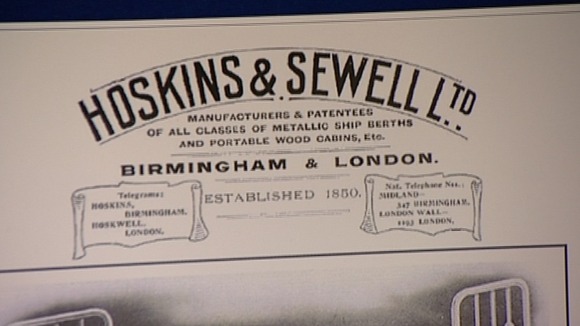 HOSKINS & SEWELL LTD.
MANUFACTURERS & PATENTEES
OF ALL CLASSES OF METALLIC SHIP BERTHS
AND PORTABLE WOOD CABINS, ETC.
BIRMINGHAM & LONDON.
Telegrams:
HOSKINS,
BIRMINGHAM.
HOSKWELL,
LONDON.
ESTABLISHED 1850.
Nat. Telephone Nos.:
MIDLAND—
347 BIRMINGHAM.
LONDON WALL—
1195 LONDON.